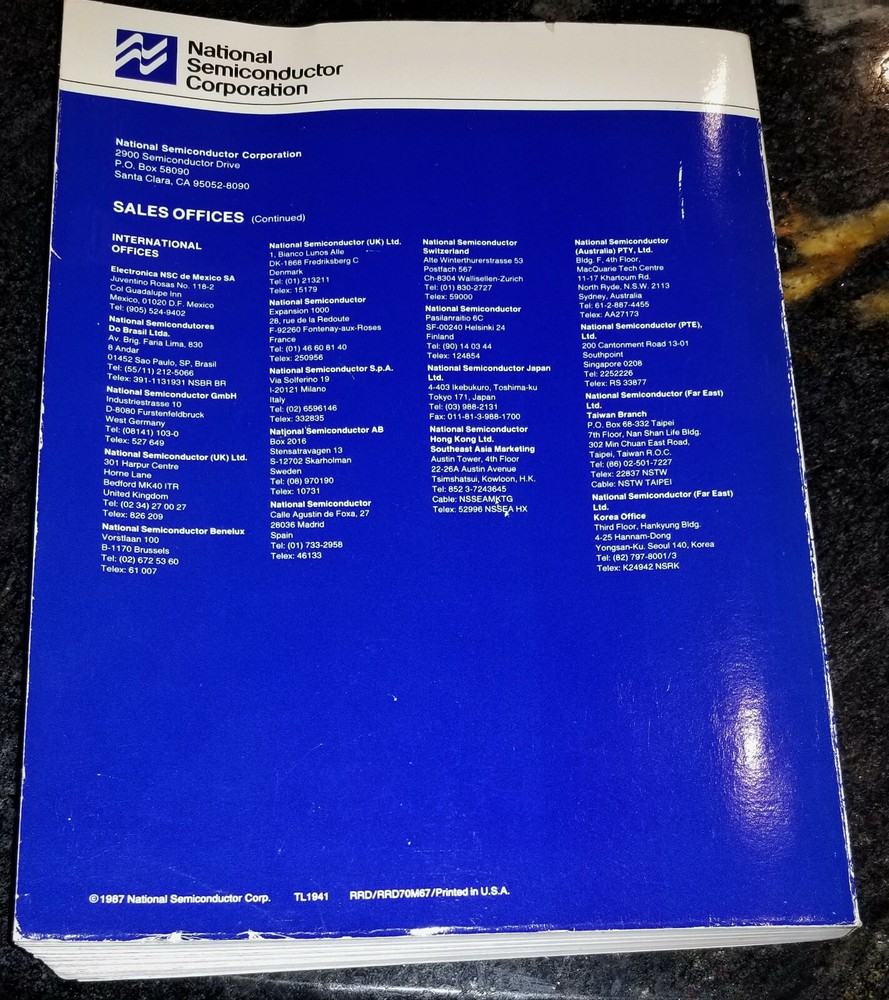 National
Semiconductor
Corporation
National Semiconductor Corporation
2900 Semiconductor Drive
P.O. Box 58090
Santa Clara, CA 95052-8090
SALES OFFICES (Continued)
INTERNATIONAL
OFFICES
Electronica NSC de Mexico SA
Juventino Rosas No. 118-2
Col Guadalupe Inn
Mexico, 01020 D.F. Mexico
Tel: (905) 524-9402
National Semicondutores
Do Brasil Ltda.
Av. Brig. Faria Lima, 830
8 Andar
01452 Sao Paulo, SP, Brasil
Tel: (55/11) 212-5066
Telex: 391-1131931 NSBR BR
National Semiconductor GmbH
Industriestrasse 10
D-8080 Furstenfeldbruck
West Germany
Tel: (08141) 103-0
Telex: 527 649
National Semiconductor (UK) Ltd.
301 Harpur Centre
Horne Lane
Bedford MK40 ITR
United Kingdom
Tel: (02 34) 27 00 27
Telex: 826 209
National Semiconductor Benelux
Vorstlaan 100
B-1170 Brussels
Tel: (02) 672 53 60
Telex: 61 007
National Semiconductor (UK) Ltd.
1, Bianco Lunos Alle
DK-1868 Fredriksberg C
Denmark
Tel: (01) 213211
Telex: 15179
National Semiconductor
Expansion 1000
28, rue de la Redoute
F-92260 Fontenay-aux-Roses
France
Tel: (01) 46 60 81 40
Telex: 250956
National Semiconductor S.p.A.
Via Solferino 19
I-20121 Milano
Italy
Tel: (02) 6596146
Telex: 332835
National Semiconductor AB
Box 2016
Stensatravagen 13
S-12702 Skarholman
Sweden
Tel: (08) 970190
Telex: 10731
National Semiconductor
Calle Agustin de Foxa, 27
28036 Madrid
Spain
Tel: (01) 733-2958
Telex: 46133
National Semiconductor
Switzerland
Alte Winterthurerstrasse 53
Postfach 567
Ch-8304 Wallisellen-Zurich
Tel: (01) 830-2727
Telex: 59000
National Semiconductor
Pasilanraitio 6C
SF-00240 Helsinki 24
Finland
Tel: (90) 14 03 44
Telex: 124854
National Semiconductor Japan
Ltd.
4-403 Ikebukuro, Toshima-ku
Tokyo 171, Japan
Tel: (03) 988-2131
Fax: 011-81-3-988-1700
National Semiconductor
Hong Kong Ltd.
Southeast Asia Marketing
Austin Tower, 4th Floor
22-26A Austin Avenue
Tsimshatsui, Kowloon, H.K.
Tel: 852 3-7243645
Cable: NSSEAMKTG
Telex: 52996 NSSEA HX
National Semiconductor
(Australia) PTY, Ltd.
Bldg. F, 4th Floor,
MacQuarie Tech Centre
11-17 Khartoum Rd.
North Ryde, N.S.W. 2113
Sydney, Australia
Tel: 61-2-887-4455
Telex: AA27173
National Semiconductor (PTE),
Ltd.
200 Cantonment Road 13-01
Southpoint
Singapore 0208
Tel: 2252226
Telex: RS 33877
National Semiconductor (Far East)
Ltd.
Taiwan Branch
P.O. Box 68-332 Taipei
7th Floor, Nan Shan Life Bldg.
302 Min Chuan East Road,
Taipei, Taiwan R.O.C.
Tel: (86) 02-501-7227
Telex: 22837 NSTW
Cable: NSTW TAIPEI
National Semiconductor (Far East)
Ltd.
Korea Office
Third Floor, Hankyung Bldg.
4-25 Hannam-Dong
Yongsan-Ku. Seoul 140, Korea
Tel: (82) 797-8001/3
Telex: K24942 NSRK
©1987 National Semiconductor Corp. TL1941 RRD/RRD70M67/Printed in U.S.A.